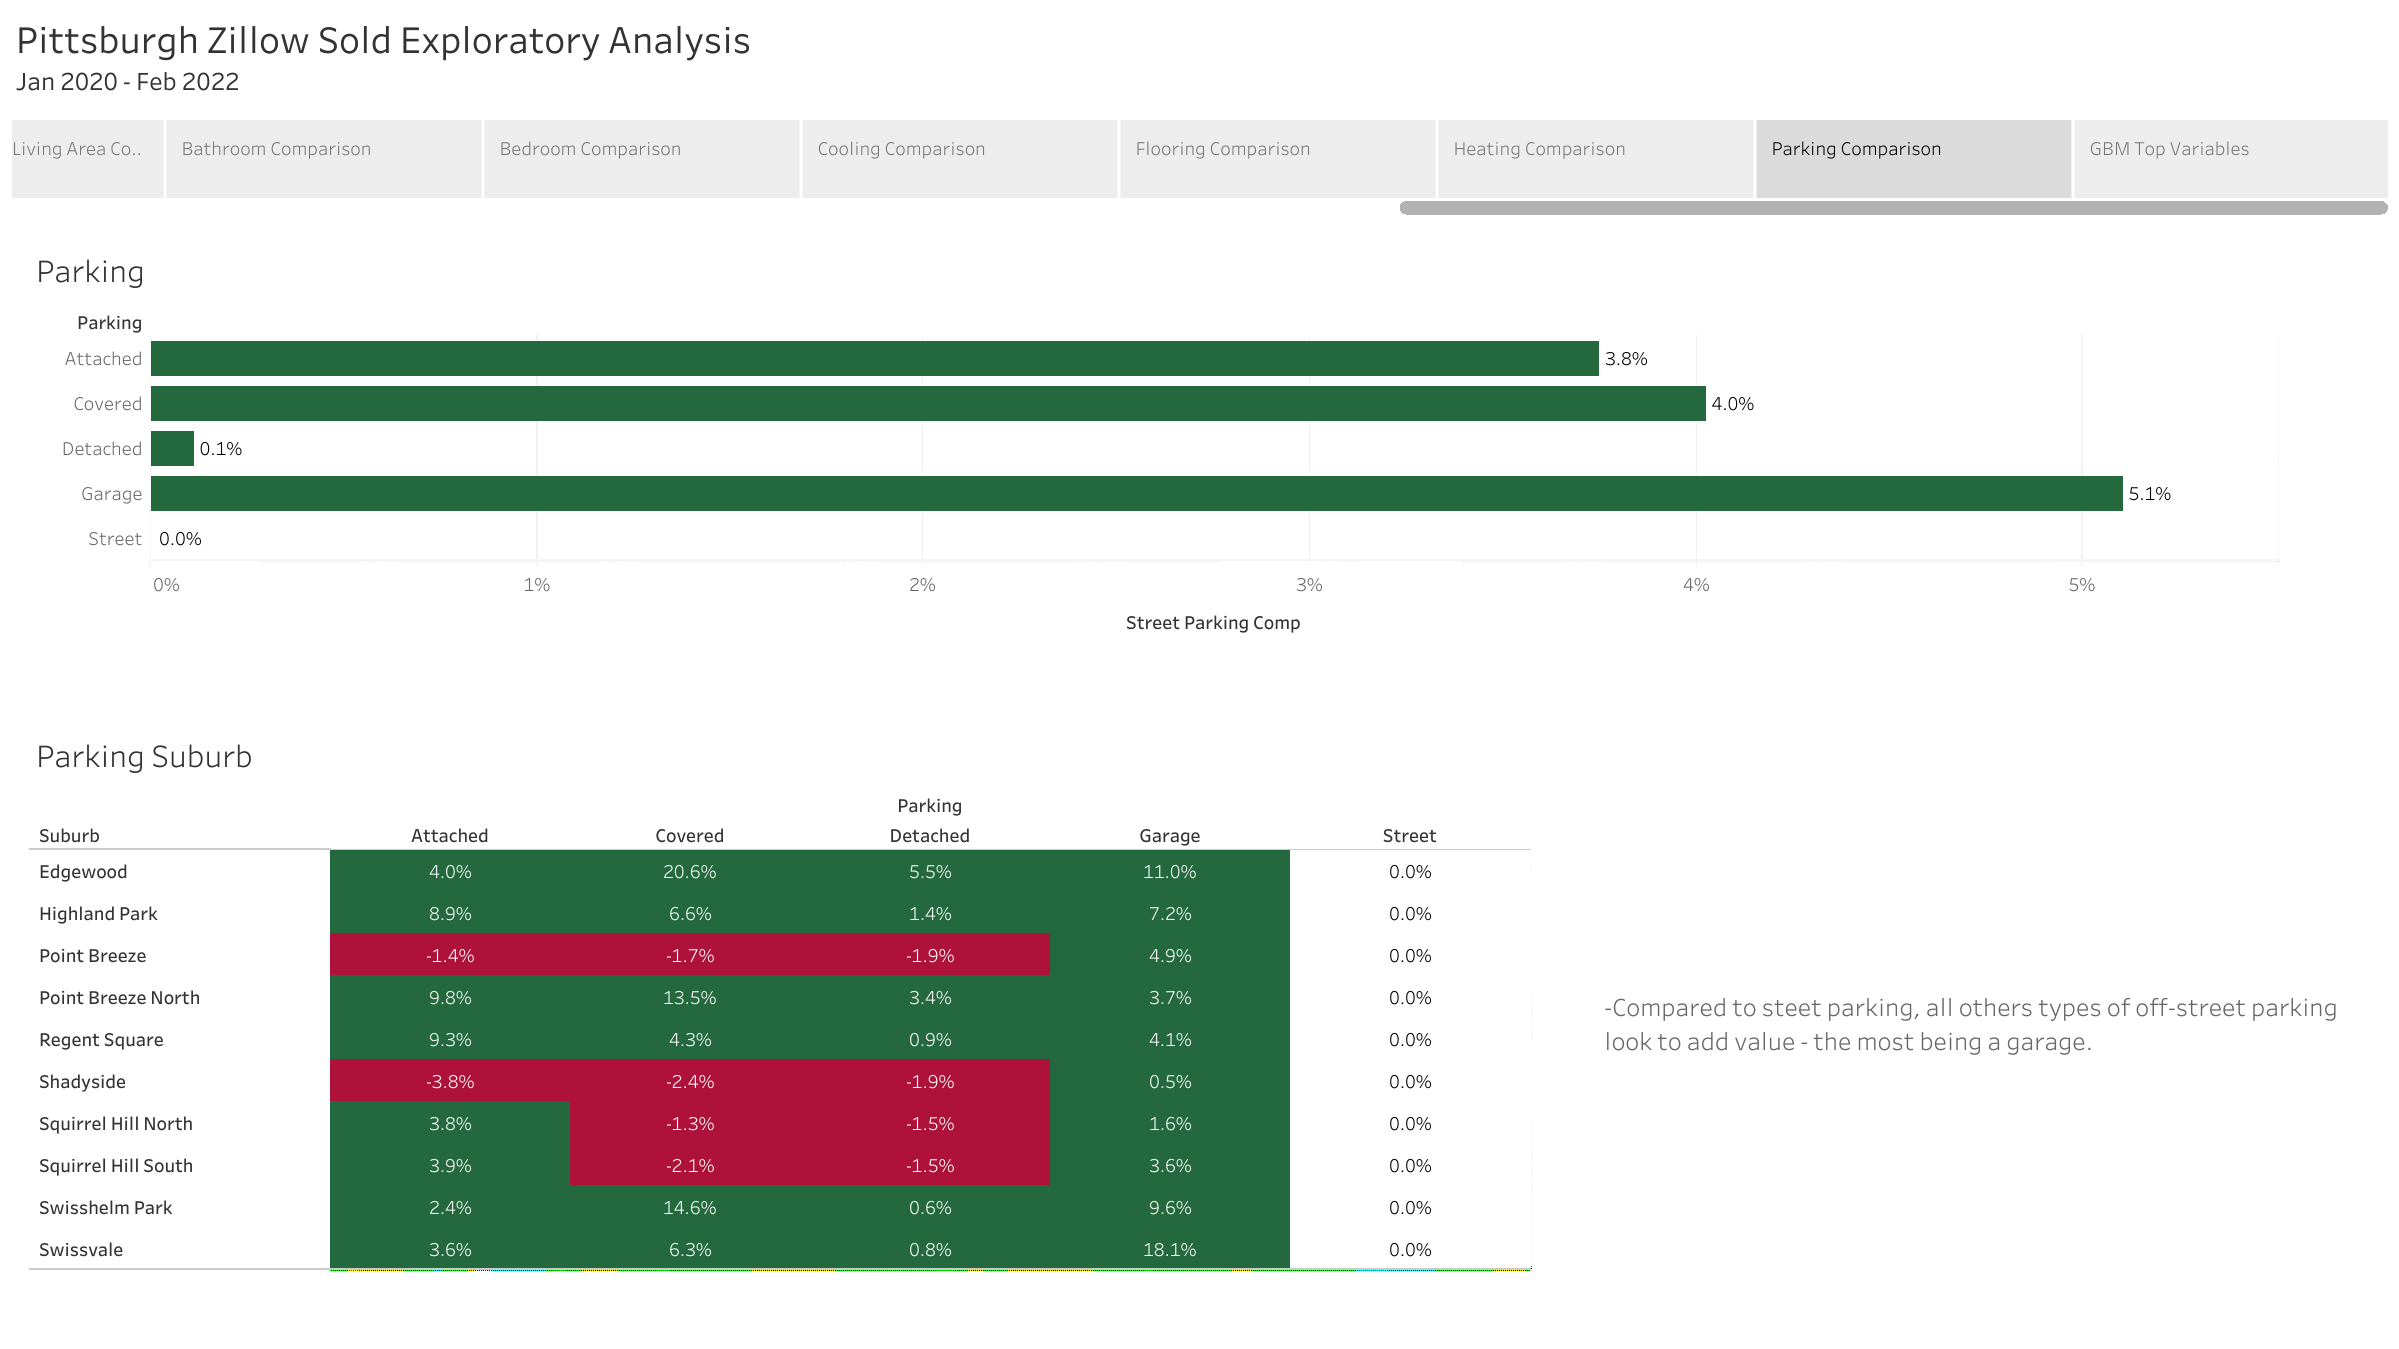 Pittsburgh Zillow Sold Exploratory Analysis
Jan 2020 - Feb 2022
Living Area Co.. Bathroom Comparison Bedroom Comparison Cooling Comparison Flooring Comparison Heating Comparison Parking Comparison GBM Top Variables
Parking
Parking
Attached 3.8%
Covered 4.0%
Detached 0.1%
Garage 5.1%
Street 0.0%
0% 1% 2% 3% 4% 5%
Street Parking Comp
Parking Suburb
Parking
Suburb Attached Covered Detached Garage Street
Edgewood 4.0% 20.6% 5.5% 11.0% 0.0%
Highland Park 8.9% 6.6% 1.4% 7.2% 0.0%
Point Breeze -1.4% -1.7% -1.9% 4.9% 0.0%
Point Breeze North 9.8% 13.5% 3.4% 3.7% 0.0%
Regent Square 9.3% 4.3% 0.9% 4.1% 0.0%
Shadyside -3.8% -2.4% -1.9% 0.5% 0.0%
Squirrel Hill North 3.8% -1.3% -1.5% 1.6% 0.0%
Squirrel Hill South 3.9% -2.1% -1.5% 3.6% 0.0%
Swisshelm Park 2.4% 14.6% 0.6% 9.6% 0.0%
Swissvale 3.6% 6.3% 0.8% 18.1% 0.0%
-Compared to steet parking, all others types of off-street parking
look to add value - the most being a garage.